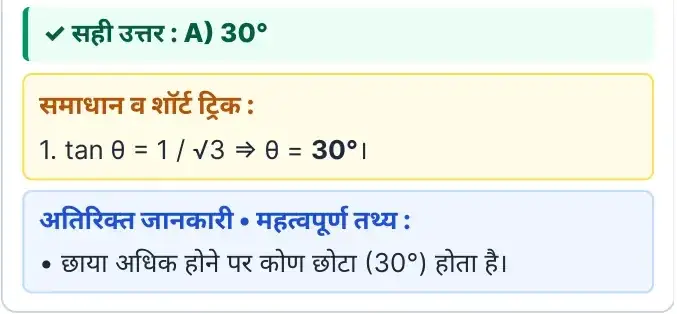 ✓ सही उत्तर : A) 30°
समाधान व शॉर्ट ट्रिक :
1. tan θ = 1 / √3 ⇒ θ = 30°।
अतिरिक्त जानकारी • महत्वपूर्ण तथ्य :
• छाया अधिक होने पर कोण छोटा (30°) होता है।